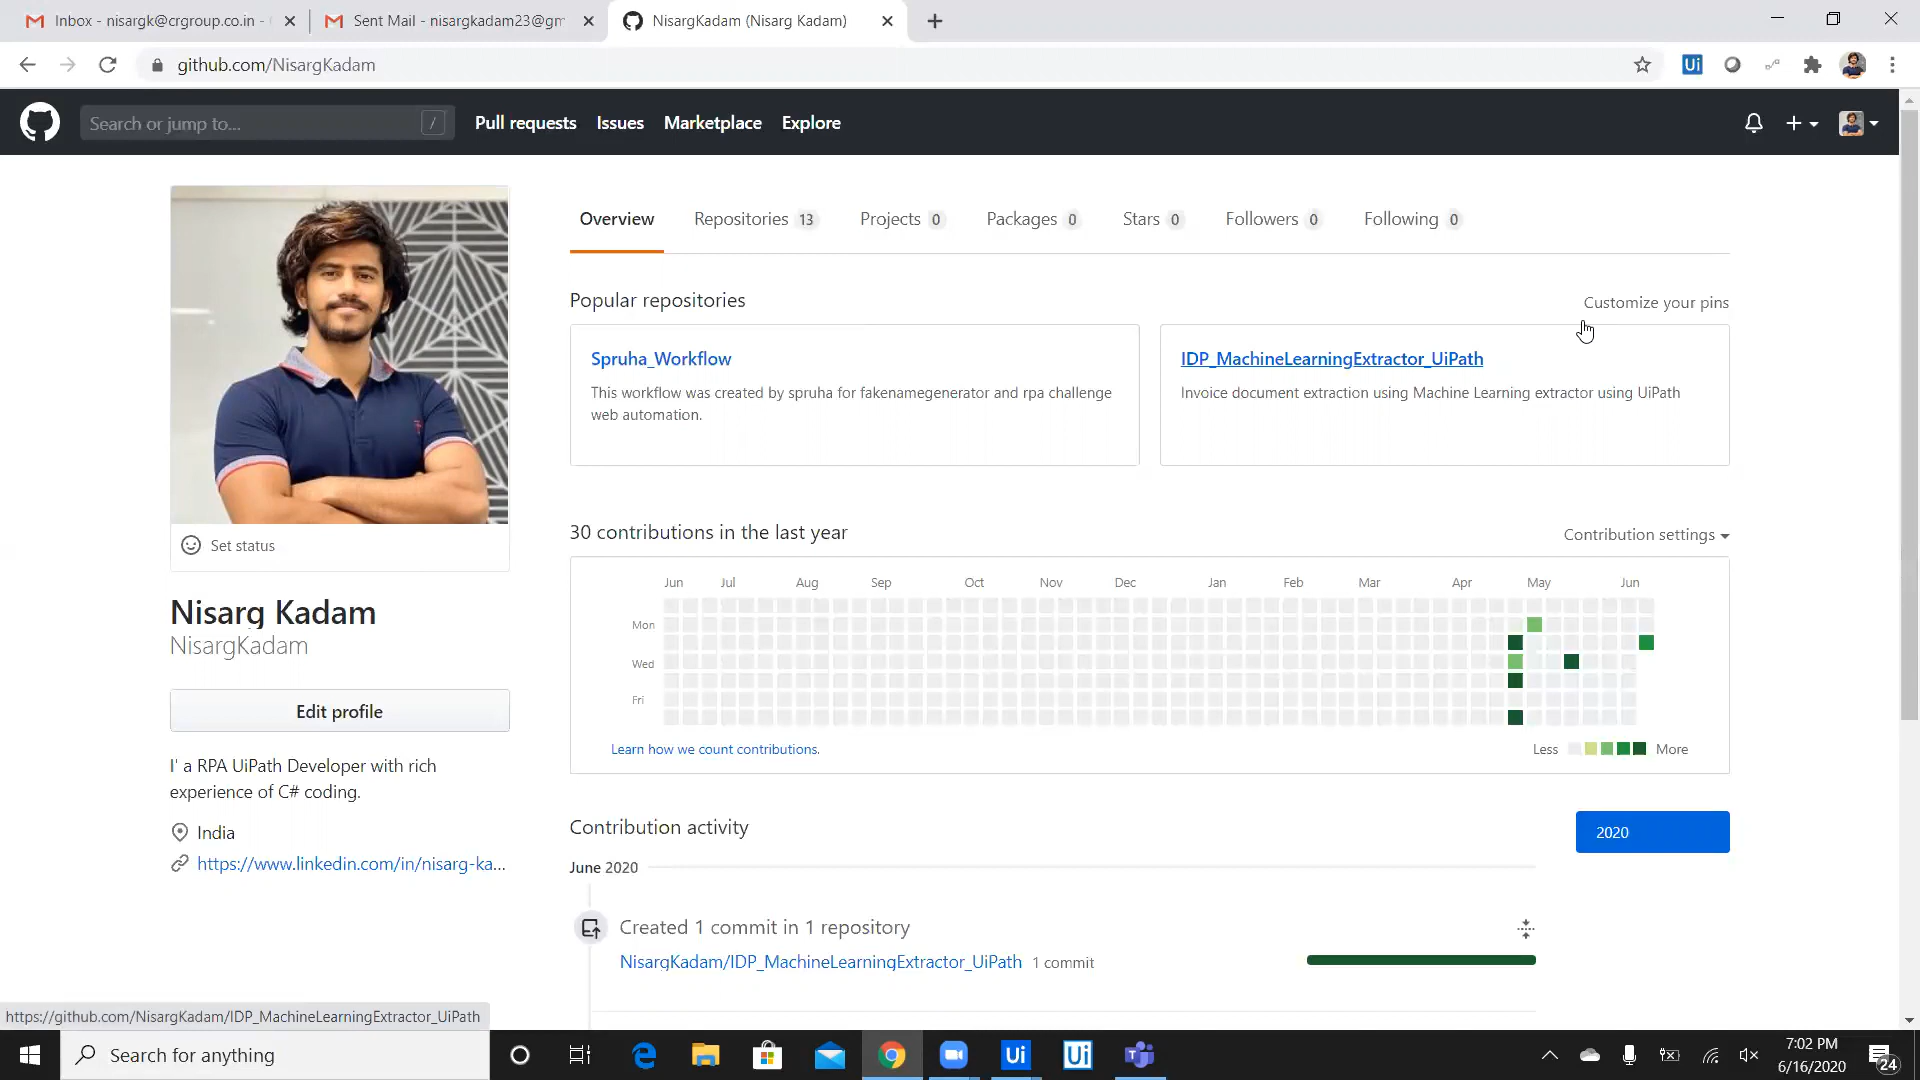 Inbox - nisargk@crgroup.co.in -
Sent Mail - nisargkadam23@gm
NisargKadam (Nisarg Kadam)
github.com/NisargKadam
Ui
Search or jump to...
/
Pull requests
Issues
Marketplace
Explore
Overview
Repositories 13
Projects 0
Packages 0
Stars 0
Followers 0
Following 0
Popular repositories
Customize your pins
Spruha_Workflow
This workflow was created by spruha for fakenamegenerator and rpa challenge
web automation.
IDP_MachineLearningExtractor_UiPath
Invoice document extraction using Machine Learning extractor using UiPath
Set status
Nisarg Kadam
NisargKadam
Edit profile
I' a RPA UiPath Developer with rich
experience of C# coding.
India
https://www.linkedin.com/in/nisarg-ka...
30 contributions in the last year
Contribution settings
Jun Jul Aug Sep Oct Nov Dec Jan Feb Mar Apr May Jun
Mon
Wed
Fri
Learn how we count contributions.
Less
More
Contribution activity
2020
June 2020
Created 1 commit in 1 repository
NisargKadam/IDP_MachineLearningExtractor_UiPath 1 commit
https://github.com/NisargKadam/IDP_MachineLearningExtractor_UiPath
Search for anything
Ui
Ui
7:02 PM
6/16/2020
24